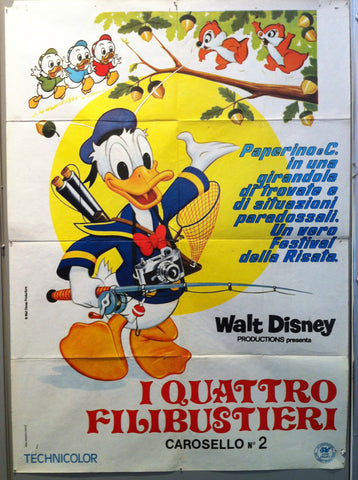 Paperino e C.
in una
girandola
di trovate e
di situazioni
paradossali.
Un vero
Festival
della Risata.
Walt Disney
PRODUCTIONS presenta
I QUATTRO
FILIBUSTIERI
CAROSELLO Nº 2
TECHNICOLOR